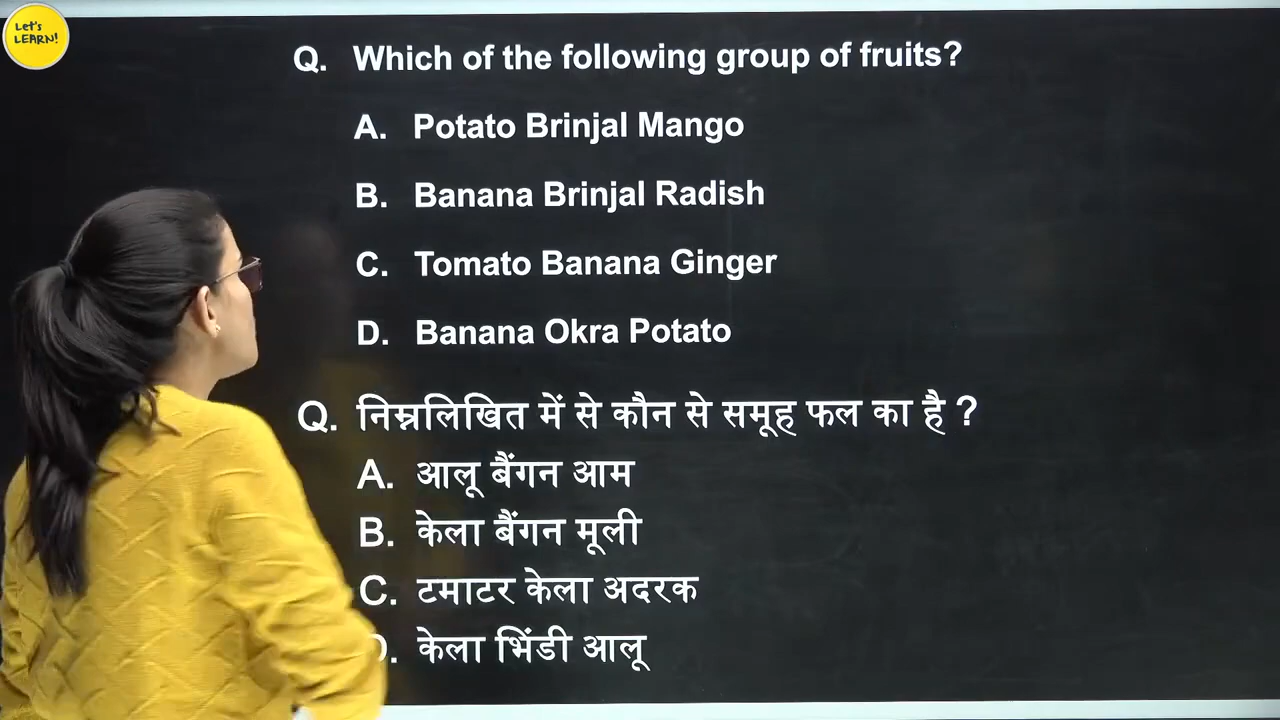 Let's
LEARN!
Q. Which of the following group of fruits?
A. Potato Brinjal Mango
B. Banana Brinjal Radish
C. Tomato Banana Ginger
D. Banana Okra Potato
Q. निम्नलिखित में से कौन से समूह फल का है ?
A. आलू बैंगन आम
B. केला बैंगन मूली
C. टमाटर केला अदरक
D. केला भिंडी आलू